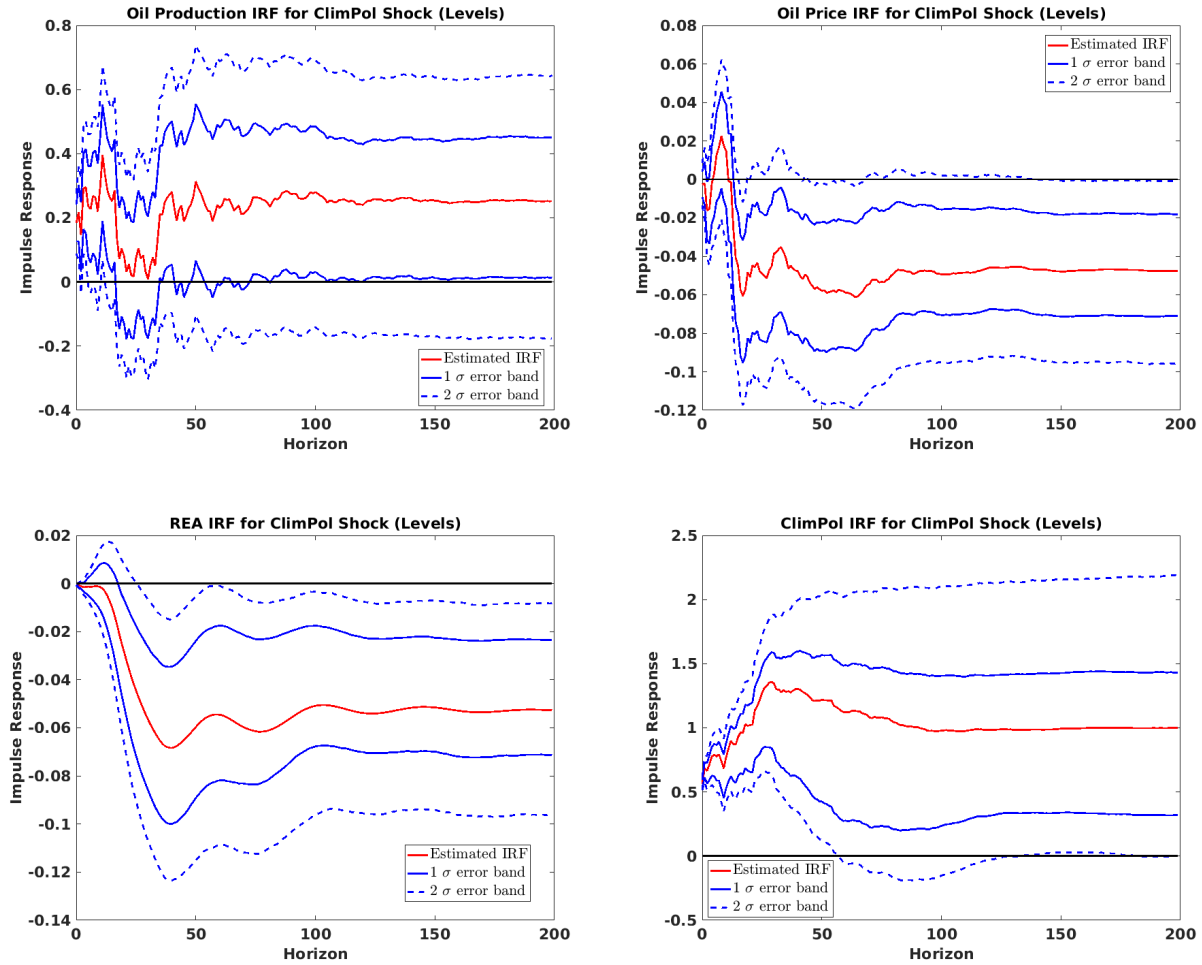 Oil Production IRF for ClimPol Shock (Levels)
0.8
0.6
0.4
0.2
0
-0.2
-0.4
Impulse Response
Estimated IRF
1 σ error band
2 σ error band
0 50 100 150 200
Horizon
Oil Price IRF for ClimPol Shock (Levels)
0.08
0.06
0.04
0.02
0
-0.02
-0.04
-0.06
-0.08
-0.1
-0.12
Impulse Response
Estimated IRF
1 σ error band
2 σ error band
0 50 100 150 200
Horizon
REA IRF for ClimPol Shock (Levels)
0.02
0
-0.02
-0.04
-0.06
-0.08
-0.1
-0.12
-0.14
Impulse Response
Estimated IRF
1 σ error band
2 σ error band
0 50 100 150 200
Horizon
ClimPol IRF for ClimPol Shock (Levels)
2.5
2
1.5
1
0.5
0
-0.5
Impulse Response
Estimated IRF
1 σ error band
2 σ error band
0 50 100 150 200
Horizon